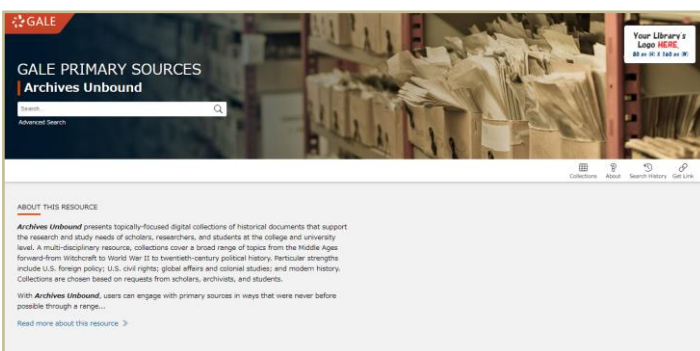 GALE
Your Library's
Logo HERE.
GALE PRIMARY SOURCES
Archives Unbound
Search...
Advanced Search
Collections About Search History Get Link
ABOUT THIS RESOURCE
Archives Unbound presents topically-focused digital collections of historical documents that support
the research and study needs of scholars, researchers, and students at the college and university
level. A multi-disciplinary resource, collections cover a broad range of topics from the Middle Ages
forward-from Witchcraft to World War II to twentieth-century political history. Particular strengths
include U.S. foreign policy; U.S. civil rights; global affairs and colonial studies; and modern history.
Collections are chosen based on requests from scholars, archivists, and students.
With Archives Unbound, users can engage with primary sources in ways that were never before
possible through a range...
Read more about this resource